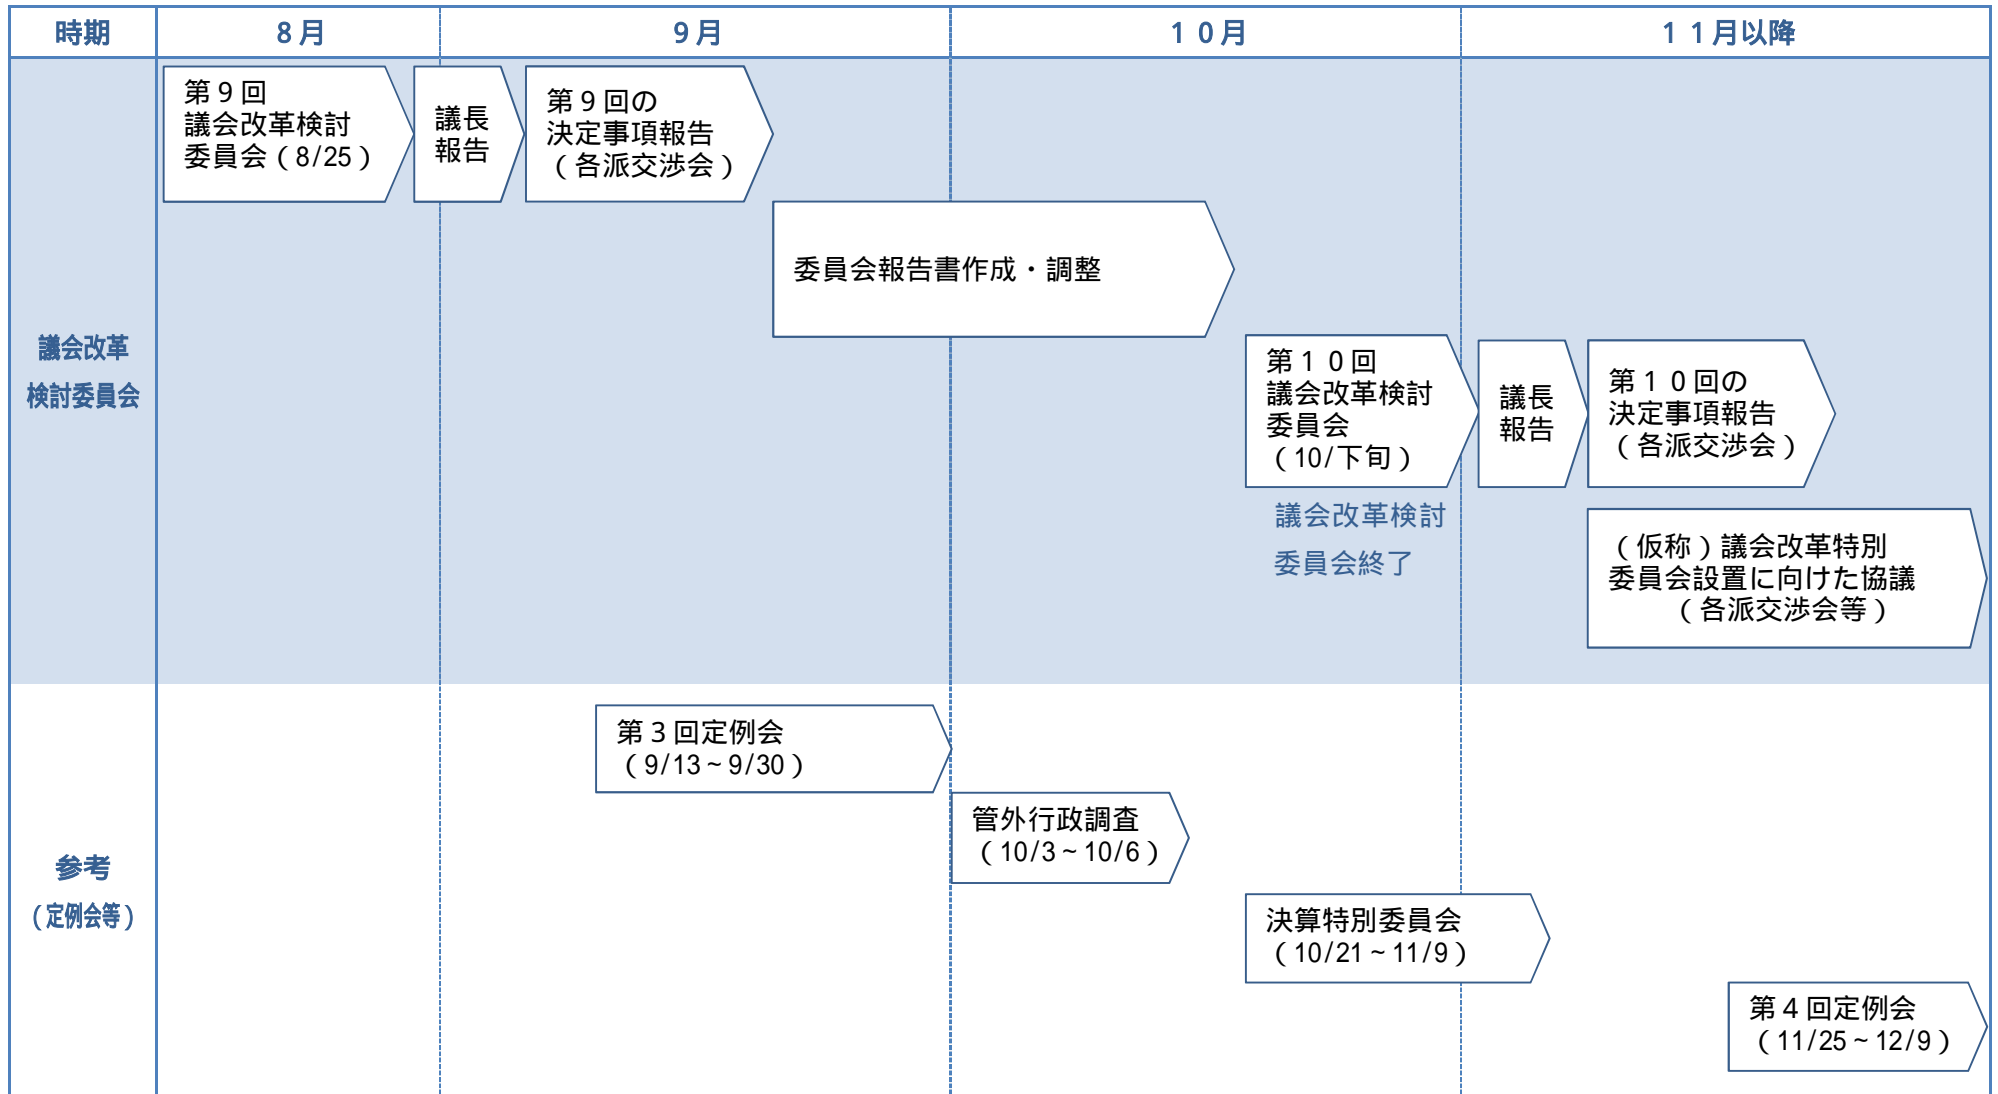 時期
8月
9月
１０月
１１月以降
議会改革
検討委員会
第９回
議会改革検討
委員会（8/25）
議長
報告
第９回の
決定事項報告
（各派交渉会）
委員会報告書作成・調整
第１０回
議会改革検討
委員会
（10/下旬）
議会改革検討
委員会終了
議長
報告
第１０回の
決定事項報告
（各派交渉会）
（仮称）議会改革特別
委員会設置に向けた協議
（各派交渉会等）
参考
（定例会等）
第３回定例会
（9/13～9/30）
管外行政調査
（10/3～10/6）
決算特別委員会
（10/21～11/9）
第４回定例会
（11/25～12/9）